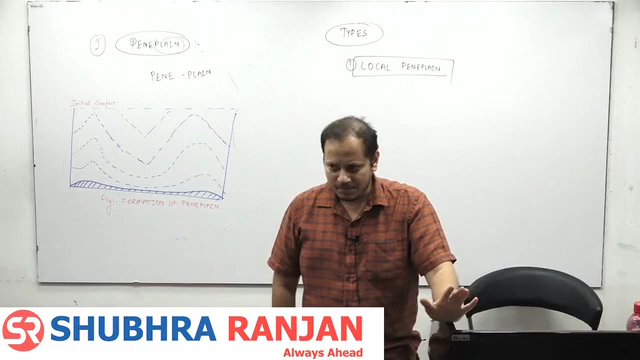 2 PENEPLAIN :.
PENE - PLAIN
Initial Surface
Fig:- FORMATION OF PENEPLAIN
TYPES
1 LOCAL PENEPLAIN
SR SHUBHRA RANJAN
Always Ahead